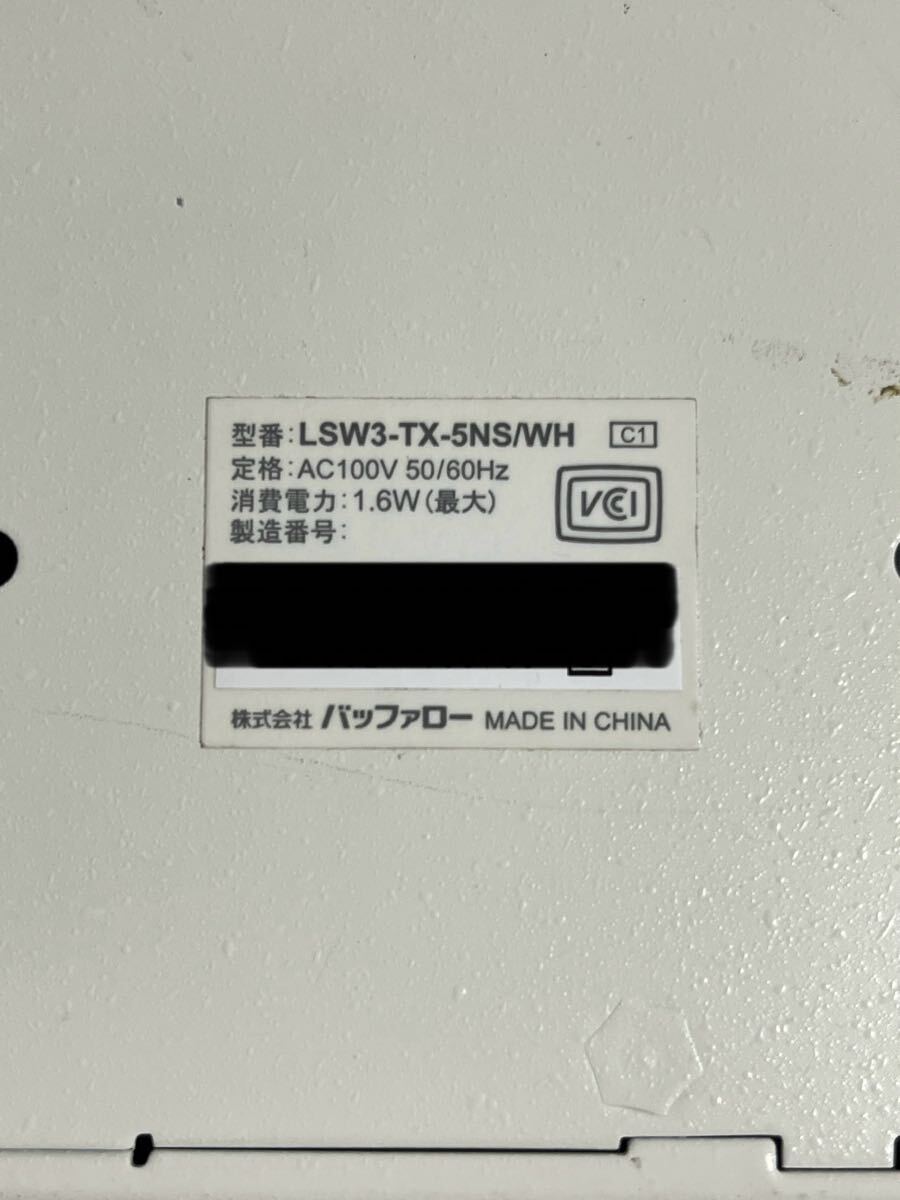 型番:LSW3-TX-5NS/WH C1
定格:AC100V 50/60Hz
消費電力:1.6W(最大)
VCCI
製造番号:
株式会社 バッファロー MADE IN CHINA